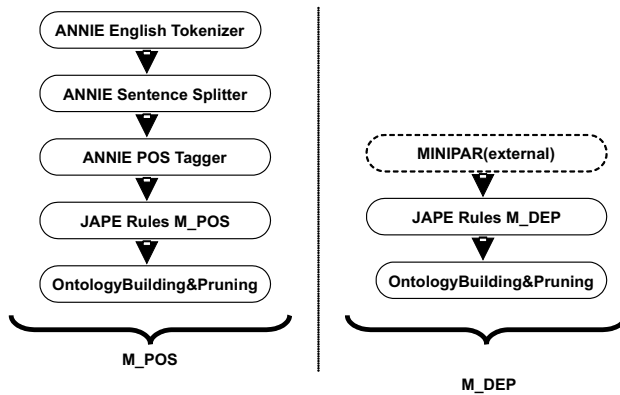 ANNIE English Tokenizer
ANNIE Sentence Splitter
ANNIE POS Tagger
JAPE Rules M_POS
OntologyBuilding&Pruning
M_POS
MINIPAR(external)
JAPE Rules M_DEP
OntologyBuilding&Pruning
M_DEP